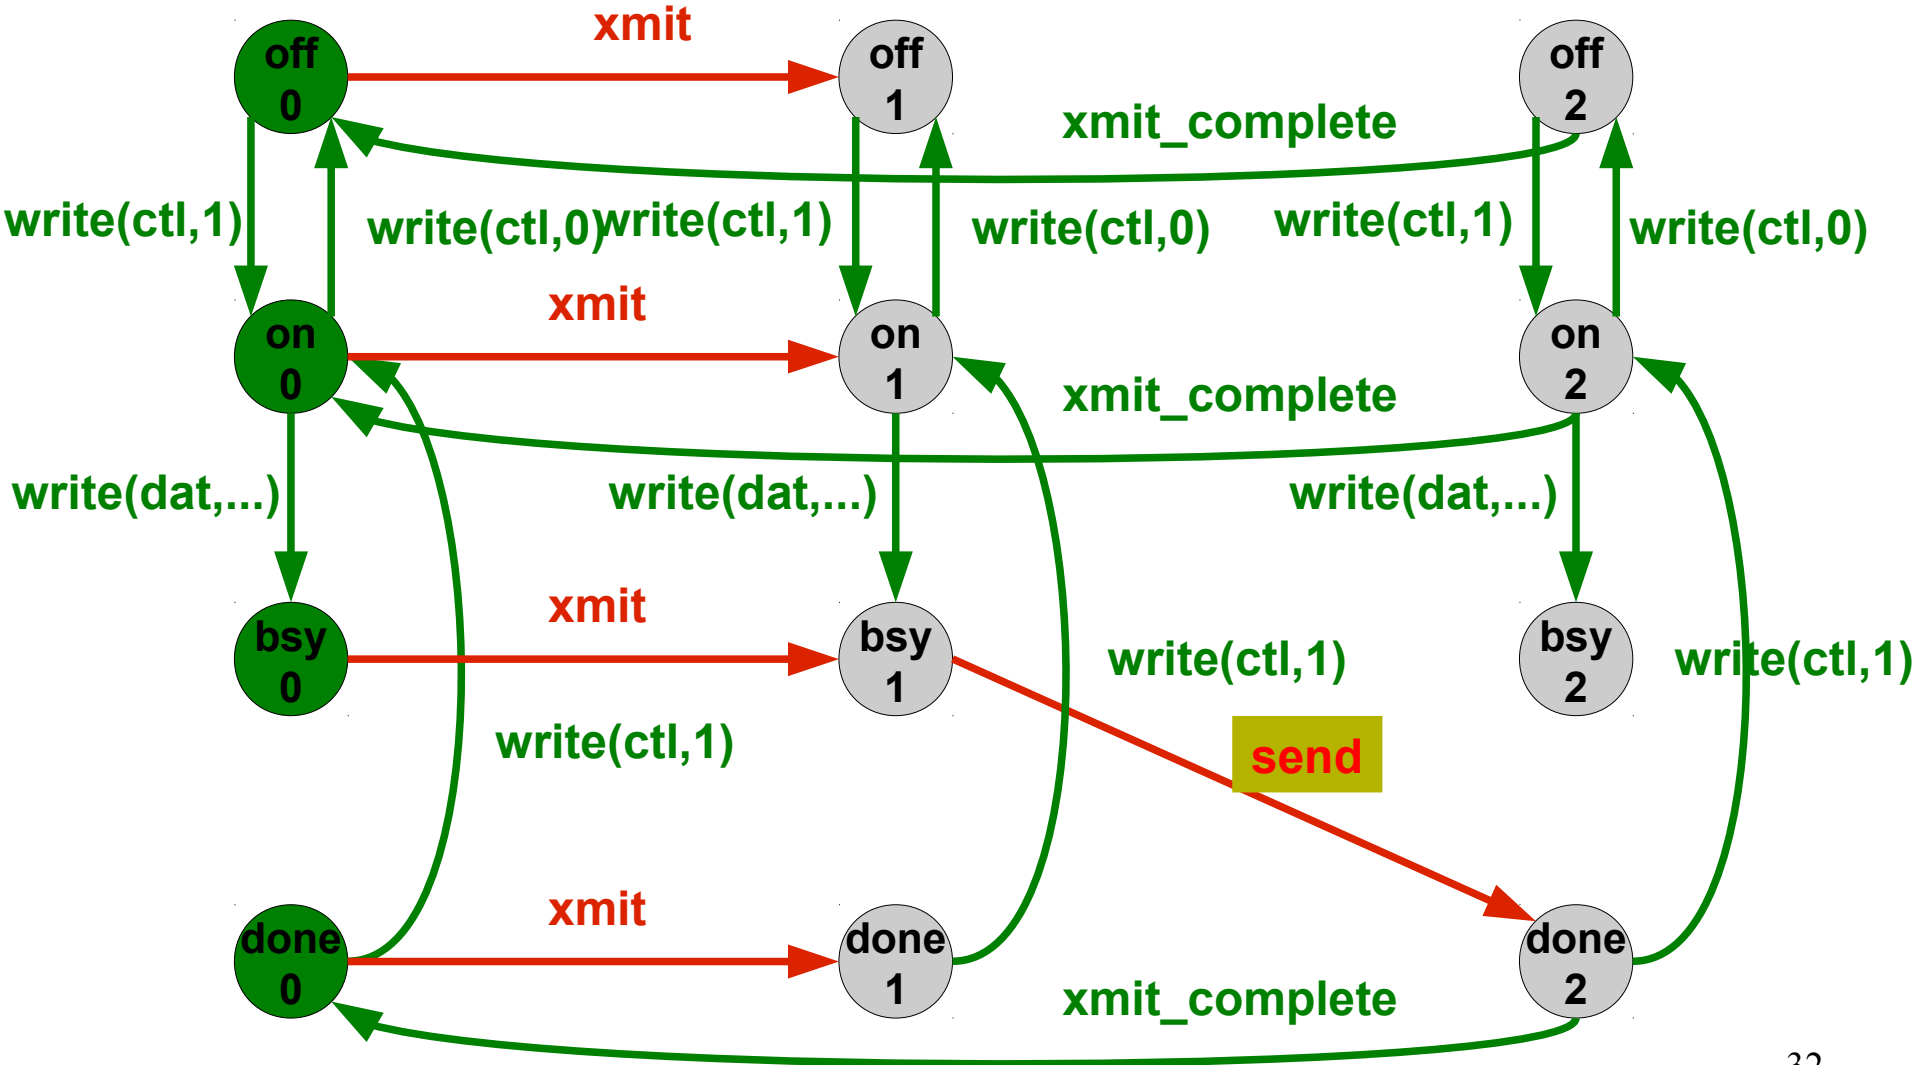 xmit
off
0
off
1
off
2
xmit_complete
write(ctl,1)
write(ctl,0)
write(ctl,1)
write(ctl,0)
write(ctl,1)
write(ctl,0)
xmit
on
0
on
1
on
2
xmit_complete
write(dat,...)
write(dat,...)
write(dat,...)
xmit
bsy
0
bsy
1
bsy
2
write(ctl,1)
write(ctl,1)
write(ctl,1)
send
xmit
done
0
done
1
done
2
xmit_complete